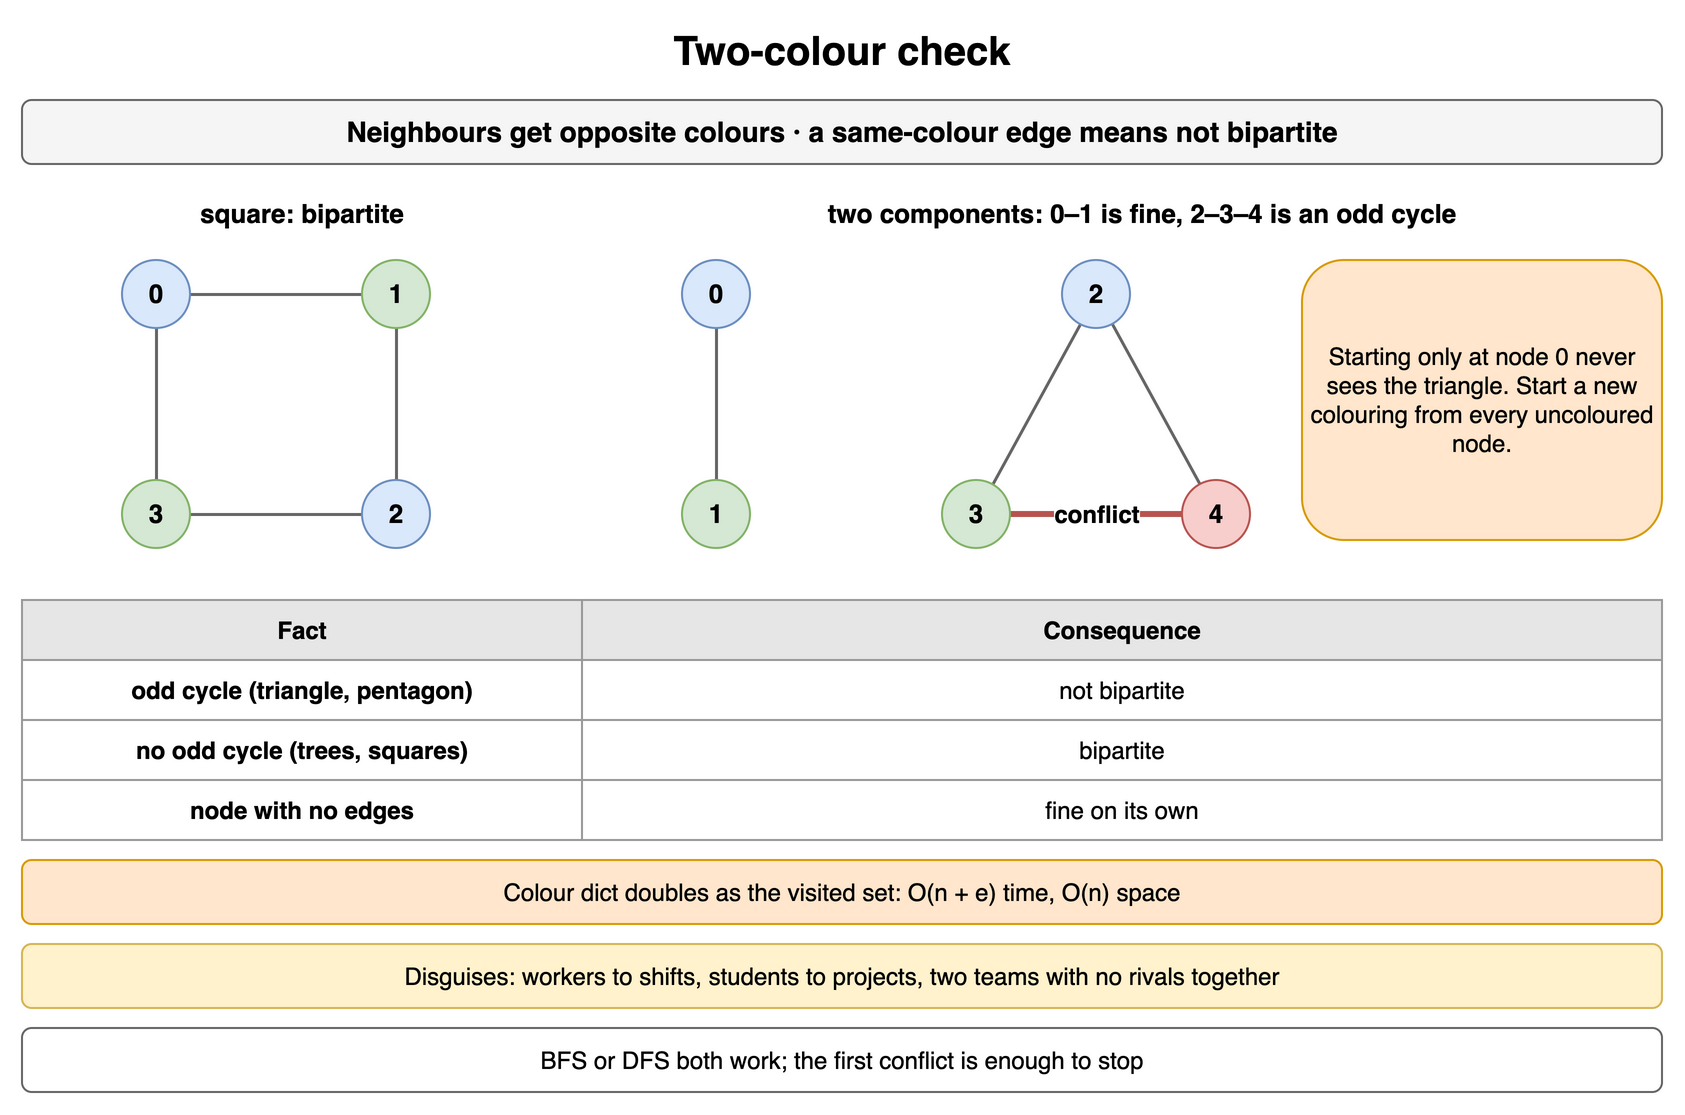 Two-colour check
Neighbours get opposite colours · a same-colour edge means not bipartite
square: bipartite
two components: 0–1 is fine, 2–3–4 is an odd cycle
0
1
3
2
0
1
2
3
conflict
4
Starting only at node 0 never
sees the triangle. Start a new
colouring from every uncoloured
node.
Fact
Consequence
odd cycle (triangle, pentagon)
not bipartite
no odd cycle (trees, squares)
bipartite
node with no edges
fine on its own
Colour dict doubles as the visited set: O(n + e) time, O(n) space
Disguises: workers to shifts, students to projects, two teams with no rivals together
BFS or DFS both work; the first conflict is enough to stop